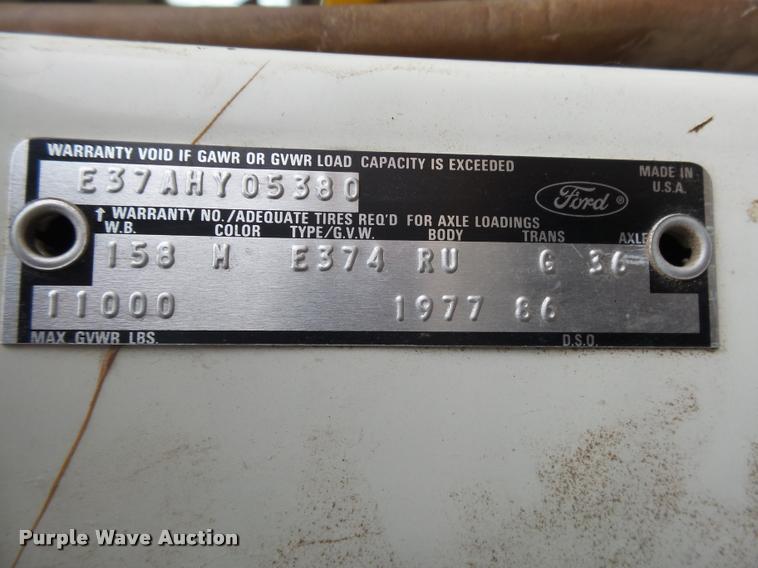 WARRANTY VOID IF GAWR OR GVWR LOAD CAPACITY IS EXCEEDED
MADE IN
U.S.A.
E37AHY05380
Ford ®
↑ WARRANTY NO./ADEQUATE TIRES REQ'D FOR AXLE LOADINGS
W.B. COLOR TYPE/G.V.W. BODY TRANS AXLE
158 M E374 RU G 36
11000 1977 86
MAX GVWR LBS. D.S.O.
Purple Wave Auction